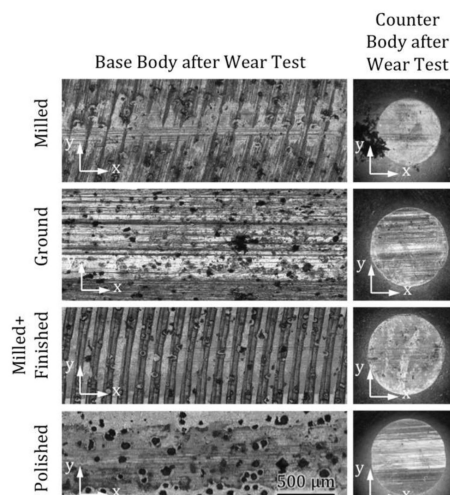 Counter
Body after
Wear Test
Base Body after Wear Test
Milled
y
x
y
Ground
y
x
y
Milled+
Finished
y
x
y
Polished
y
x
500 μm
y